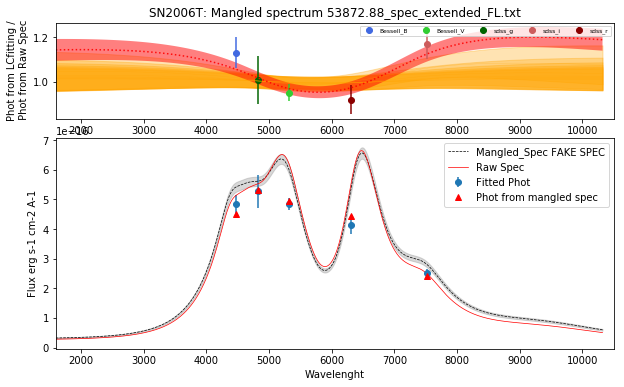 SN2006T: Mangled spectrum 53872.88_spec_extended_FL.txt
Phot from LCfitting /
Phot from Raw Spec
1.2
1.0
Bessell_B
Bessell_V
sdss_g
sdss_i
sdss_r
2000 3000 4000 5000 6000 7000 8000 9000 10000
1e−16
Flux erg s-1 cm-2 A-1
7
6
5
4
3
2
1
0
Mangled_Spec FAKE SPEC
Raw Spec
Fitted Phot
Phot from mangled spec
2000 3000 4000 5000 6000 7000 8000 9000 10000
Wavelenght